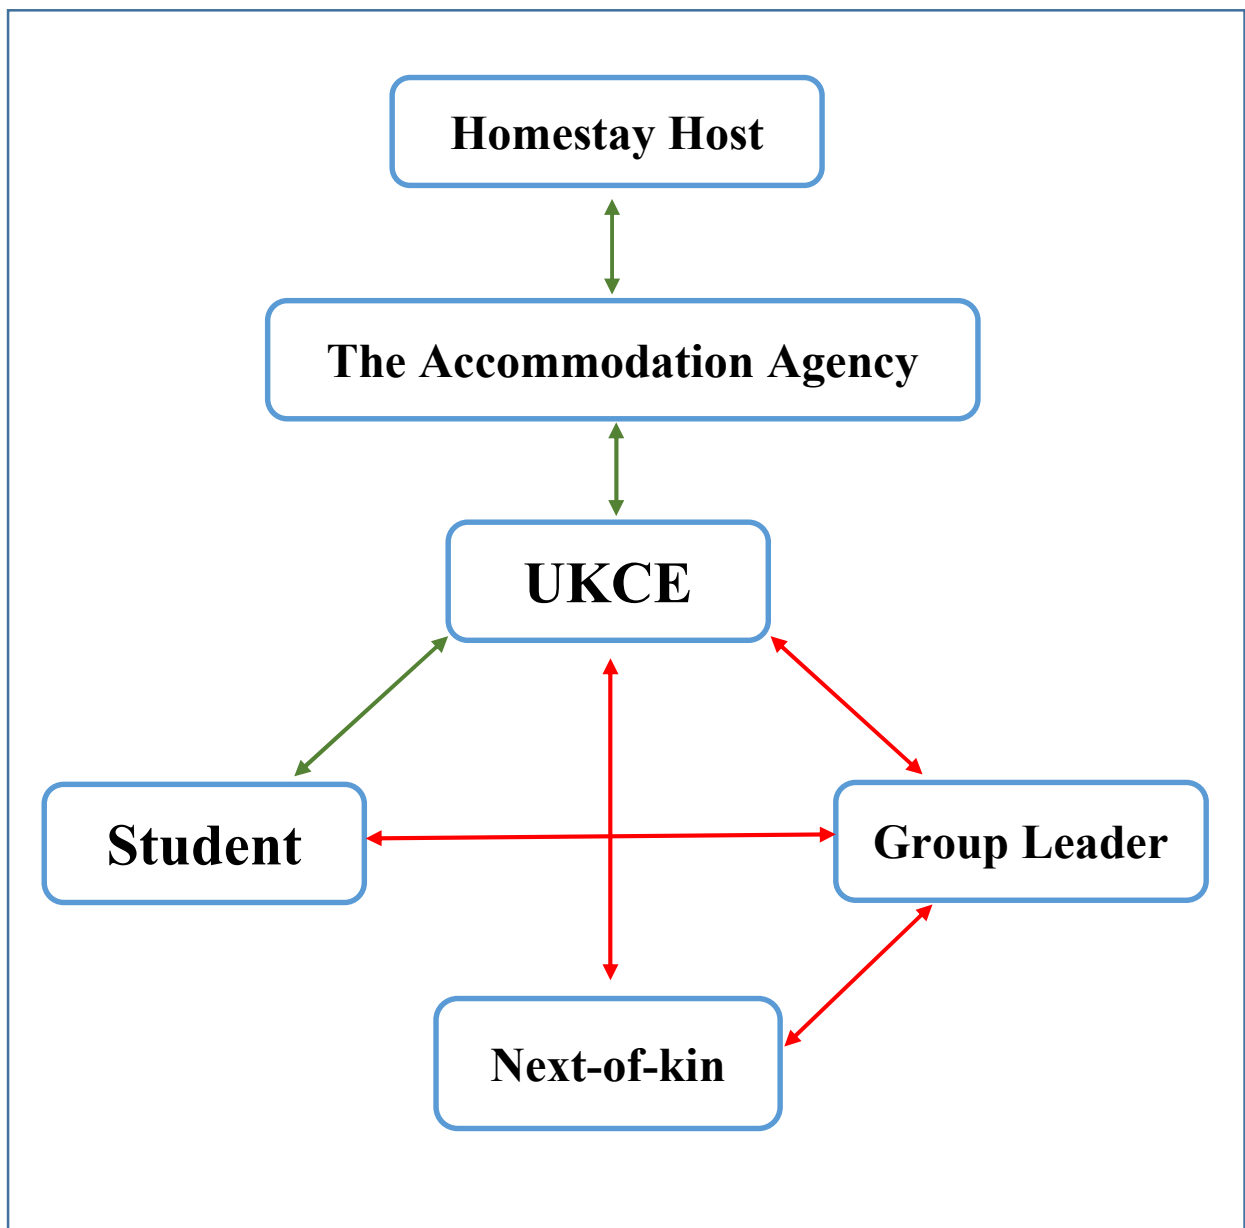 Homestay Host
The Accommodation Agency
UKCE
Student
Group Leader
Next-of-kin